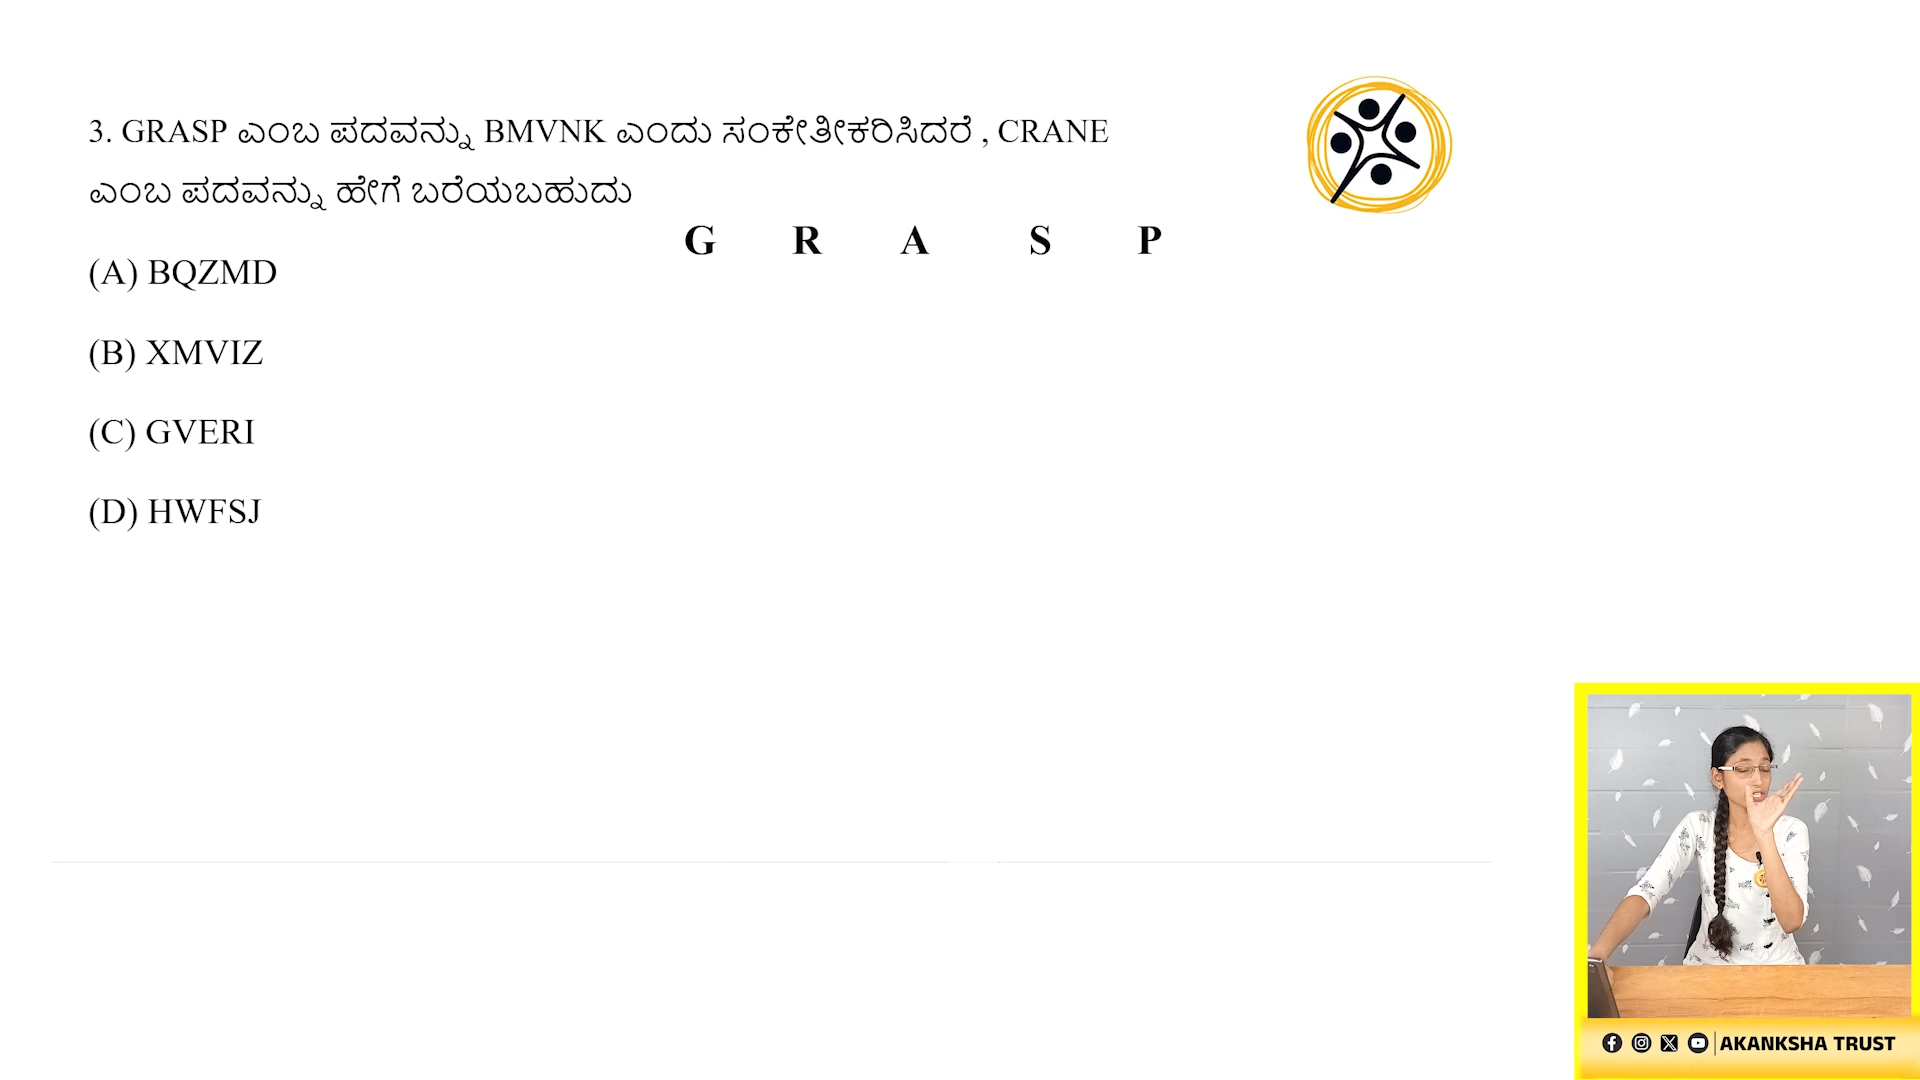 3. GRASP ಎಂಬ ಪದವನ್ನು BMVNK ಎಂದು ಸಂಕೇತೀಕರಿಸಿದರೆ , CRANE
ಎಂಬ ಪದವನ್ನು ಹೇಗೆ ಬರೆಯಬಹುದು
G R A S P
(A) BQZMD
(B) XMVIZ
(C) GVERI
(D) HWFSJ
AKANKSHA TRUST